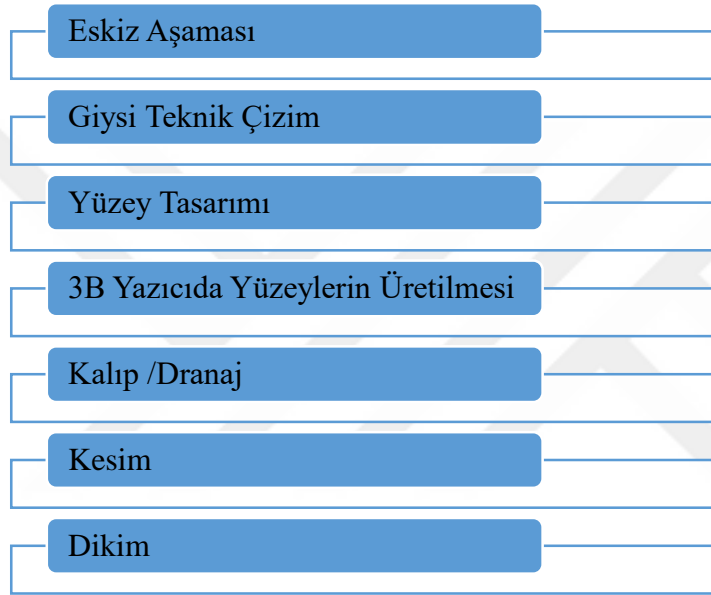 Eskiz Aşaması
Giysi Teknik Çizim
Yüzey Tasarımı
3B Yazıcıda Yüzeylerin Üretilmesi
Kalıp /Dranaj
Kesim
Dikim